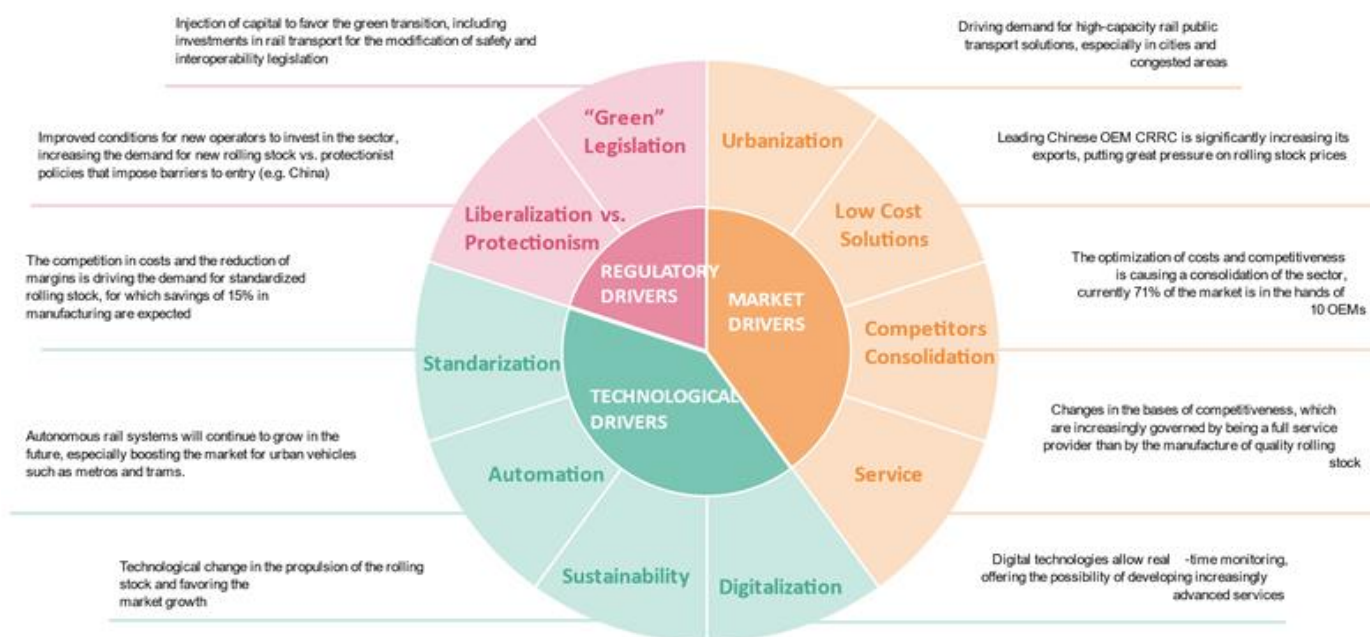 Injection of capital to favor the green transition, including
investments in rail transport for the modification of safety and
interoperability legislation
Driving demand for high-capacity rail public
transport solutions, especially in cities and
congested areas
“Green”
Legislation
Urbanization
Improved conditions for new operators to invest in the sector,
increasing the demand for new rolling stock vs. protectionist
policies that impose barriers to entry (e.g. China)
Leading Chinese OEM CRRC is significantly increasing its
exports, putting great pressure on rolling stock prices
Liberalization vs.
Protectionism
Low Cost
Solutions
The competition in costs and the reduction of
margins is driving the demand for standardized
rolling stock, for which savings of 15% in
manufacturing are expected
REGULATORY
DRIVERS
MARKET
DRIVERS
The optimization of costs and competitiveness
is causing a consolidation of the sector,
currently 71% of the market is in the hands of
10 OEMs
Standarization
Competitors
Consolidation
TECHNOLOGICAL
DRIVERS
Autonomous rail systems will continue to grow in the
future, especially boosting the market for urban vehicles
such as metros and trams.
Changes in the bases of competitiveness, which
are increasingly governed by being a full service
provider than by the manufacture of quality rolling
stock
Automation
Service
Technological change in the propulsion of the rolling
stock and favoring the
market growth
Sustainability
Digitalization
Digital technologies allow real -time monitoring,
offering the possibility of developing increasingly
advanced services